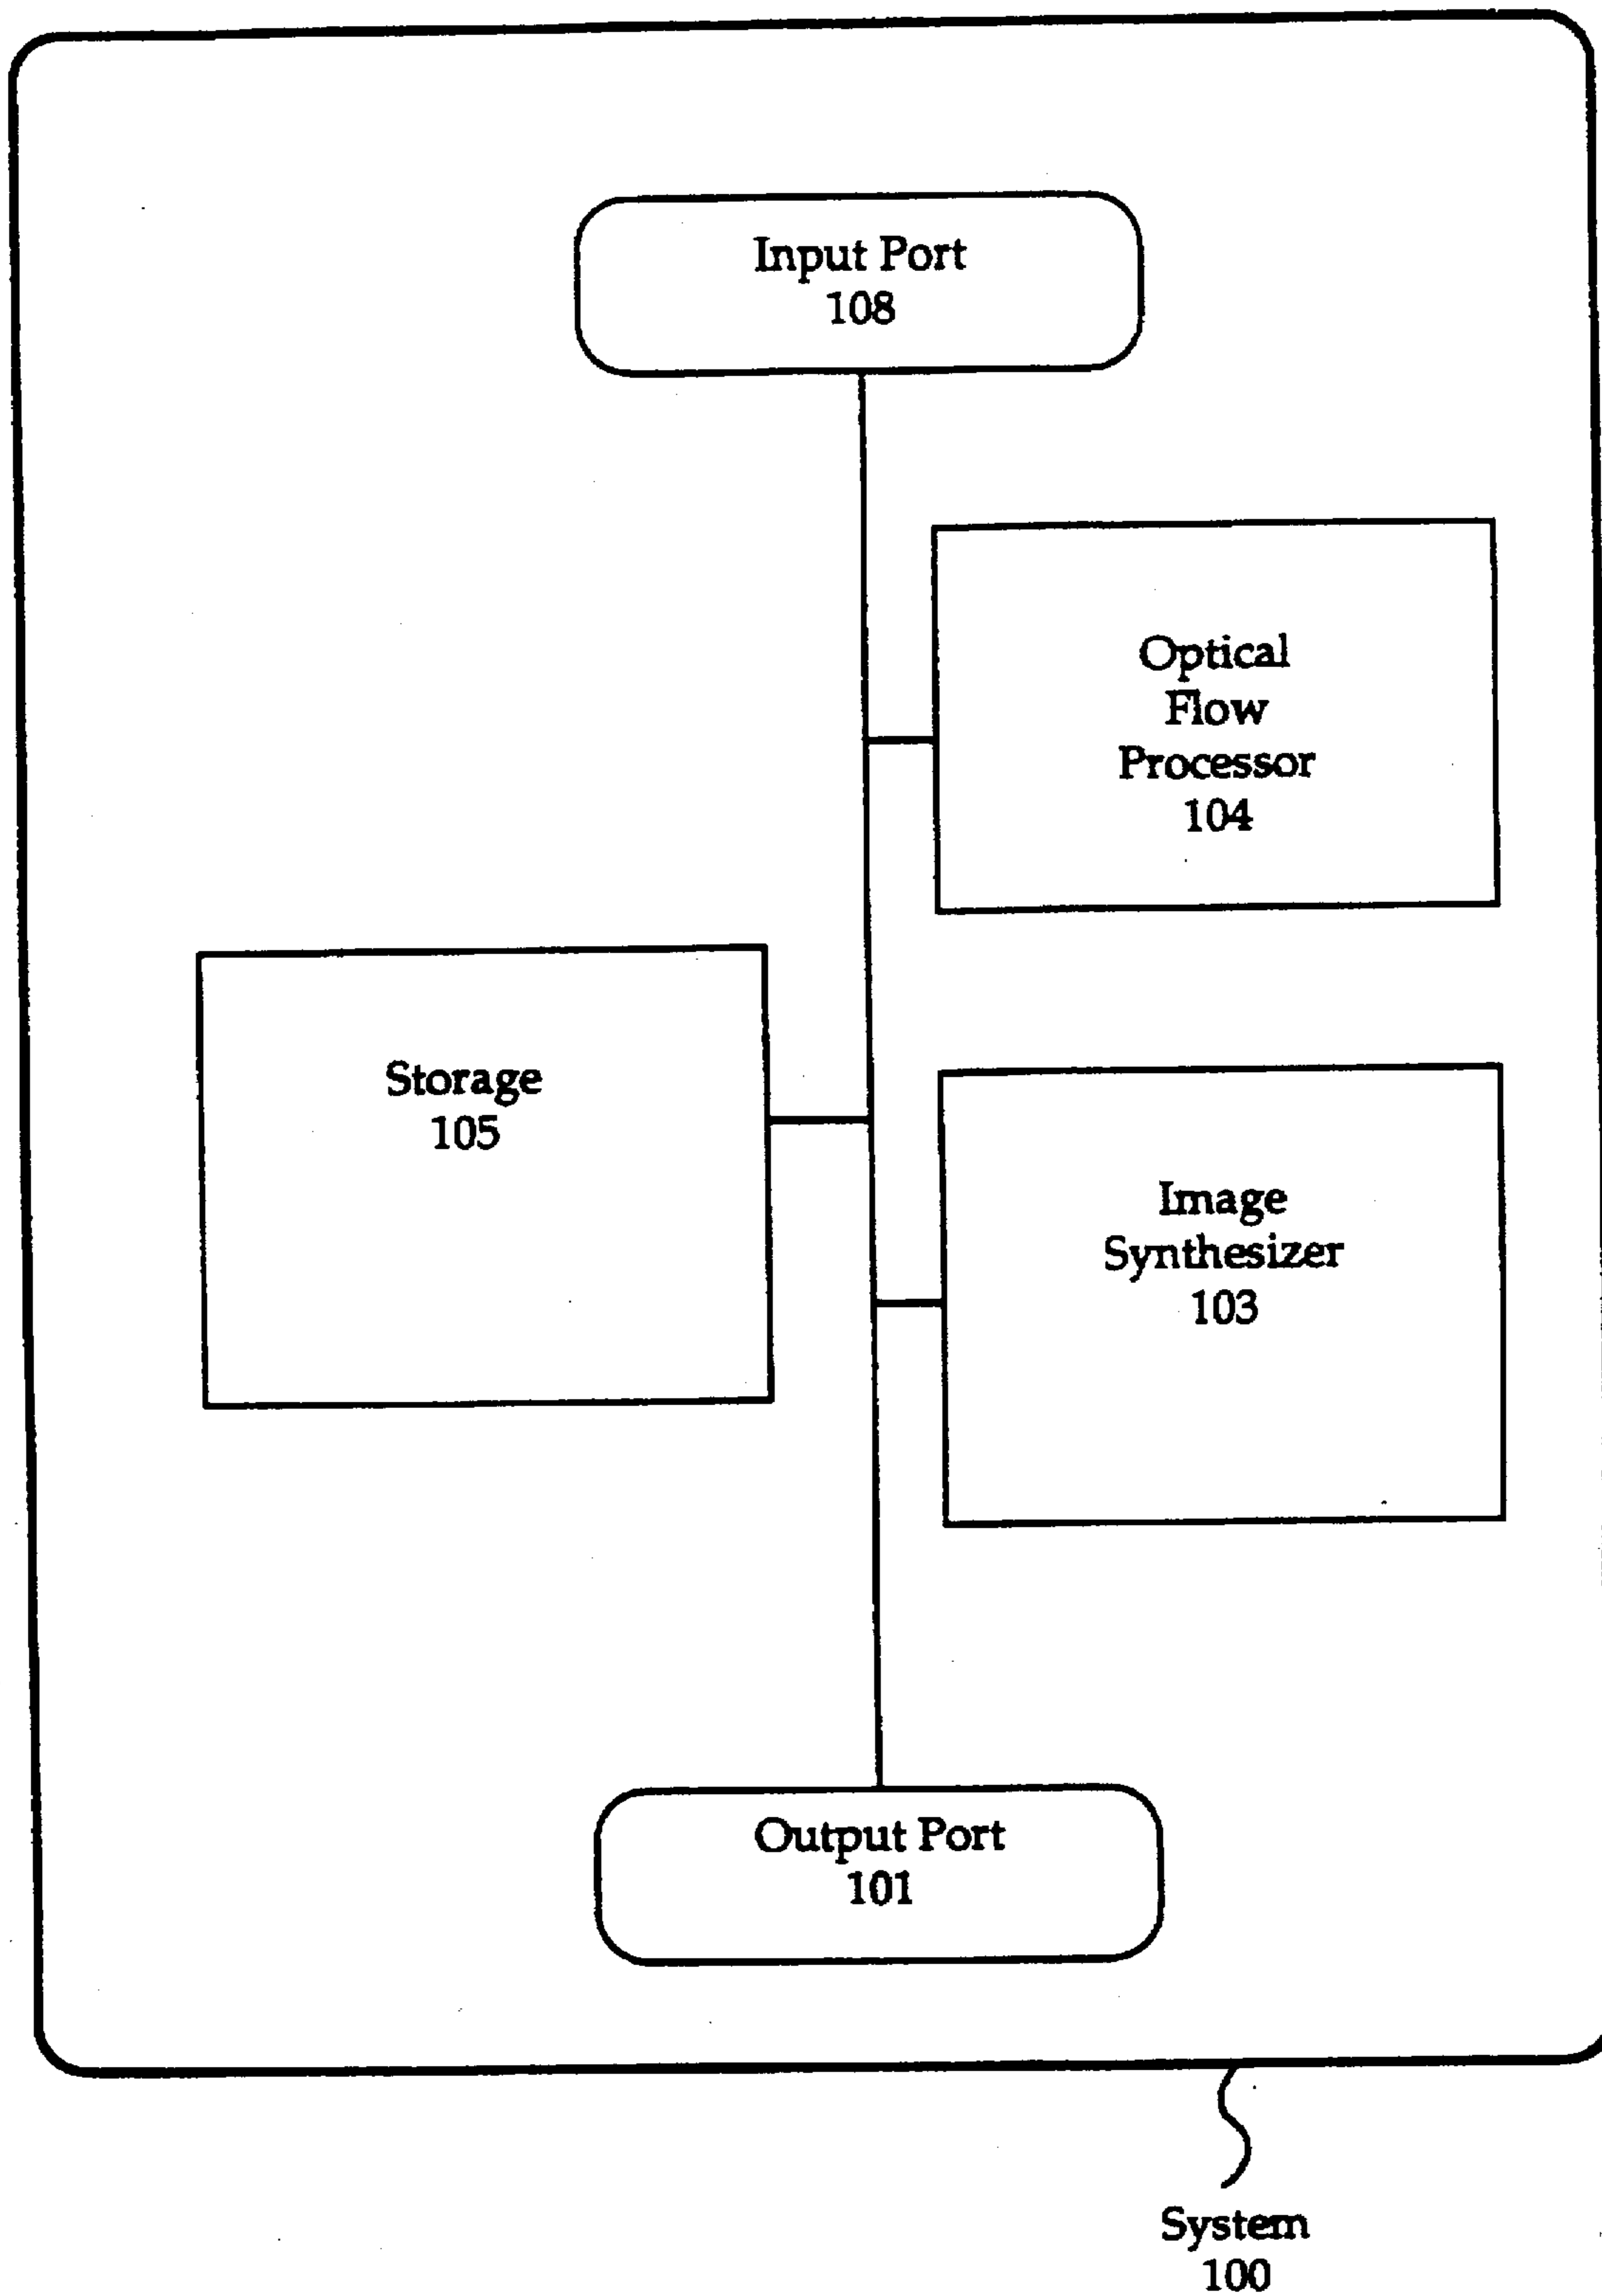 Input Port
108
Optical
Flow
Processor
104
Storage
105
Image
Synthesizer
103
Output Port
101
System
100